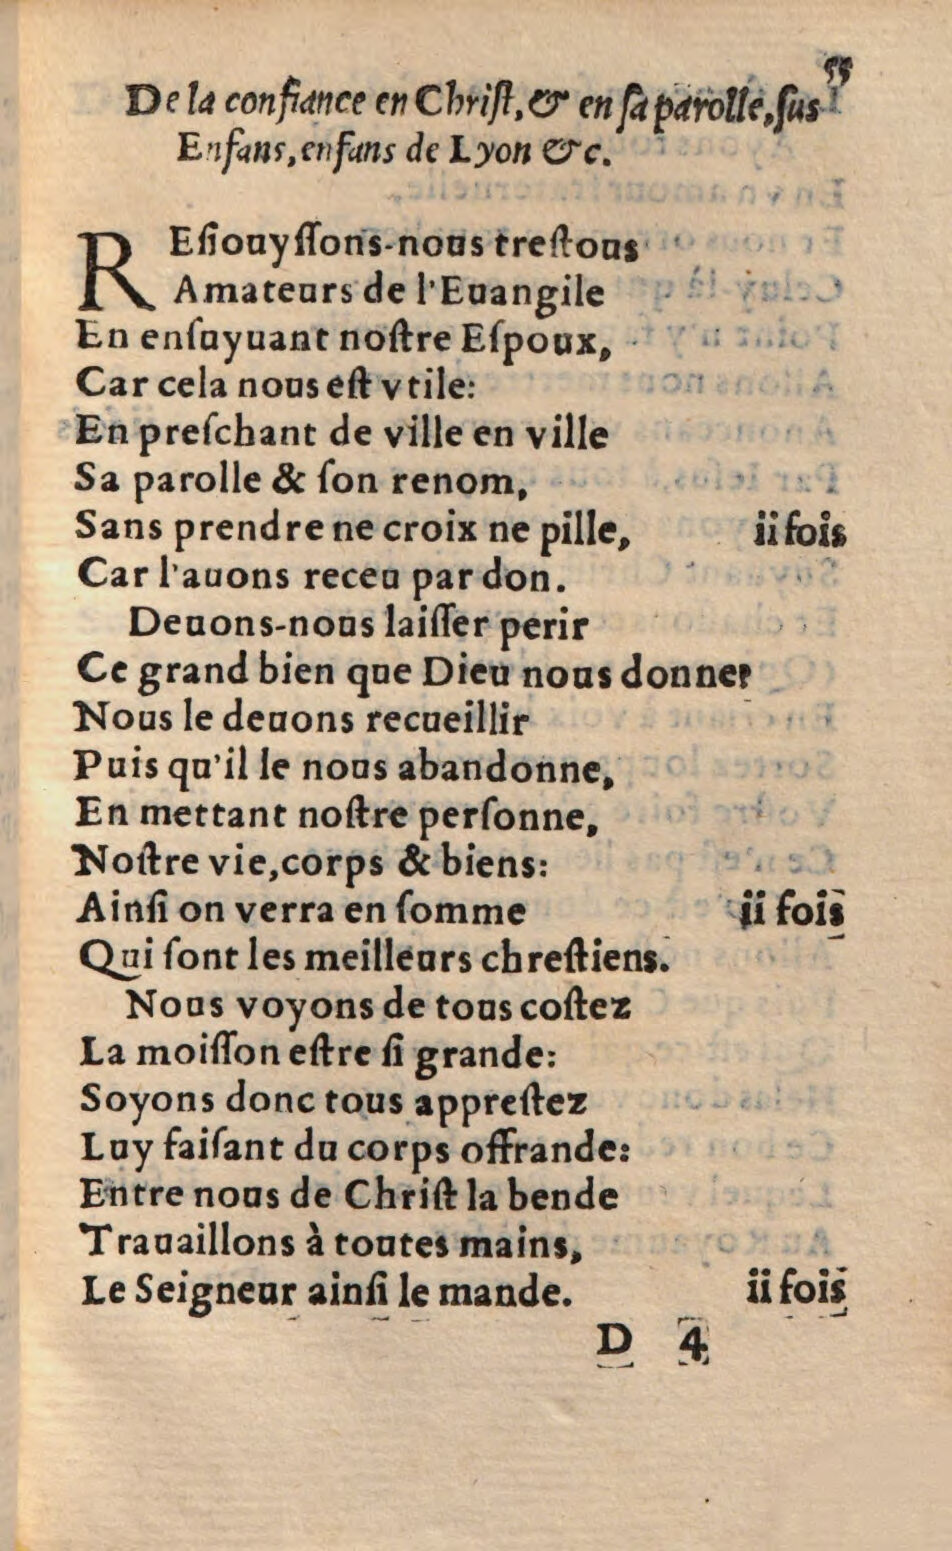 55
De la confiance en Chriſt, & en ſa parolle, ſus
Enfans, enfans de Lyon &c.
REſiouyſſons-nous treſtous
Amateurs de l'Euangile
En enſuyuant noſtre Eſpoux,
Car cela nous eſt vtile:
En preſchant de ville en ville
Sa parolle & ſon renom,
Sans prendre ne croix ne pille, ii fois
Car l'auons receu par don.
Deuons-nous laiſſer perir
Ce grand bien que Dieu nous donne?
Nous le deuons recueillir
Puis qu'il le nous abandonne,
En mettant noſtre perſonne,
Noſtre vie, corps & biens:
Ainſi on verra en ſomme ii fois
Qui ſont les meilleurs chreſtiens.
Nous voyons de tous coſtez
La moiſſon eſtre ſi grande:
Soyons donc tous appreſtez
Luy faiſant du corps offrande:
Entre nous de Chriſt la bende
Trauaillons à toutes mains,
Le Seigneur ainſi le mande. ii fois
D 4